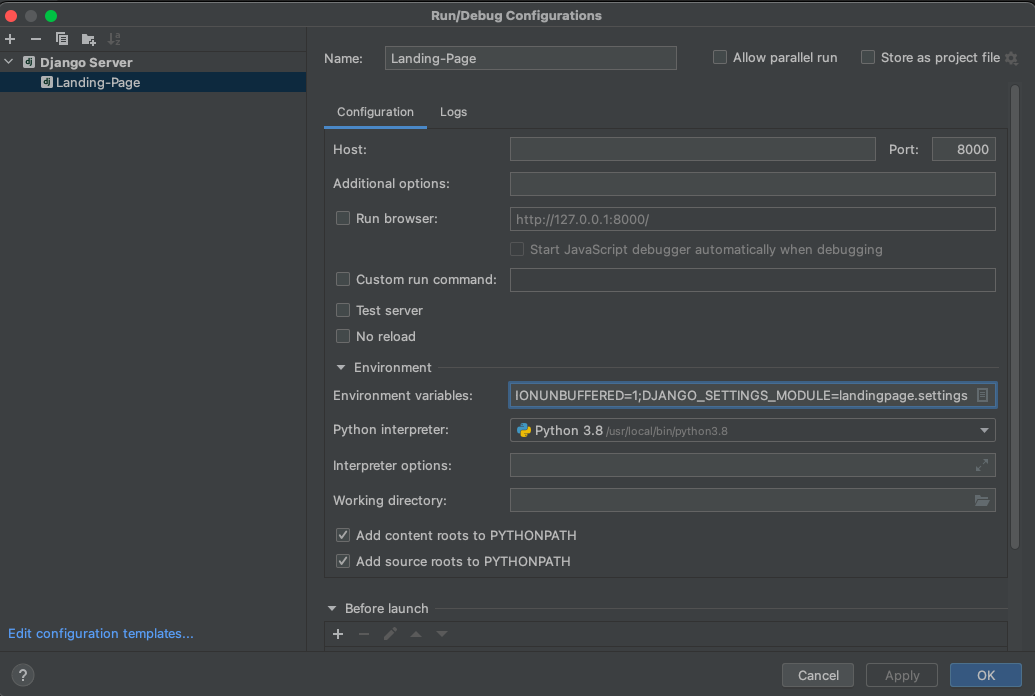 Run/Debug Configurations
Django Server
Landing-Page
Name: Landing-Page Allow parallel run Store as project file
Configuration Logs
Host: Port: 8000
Additional options:
Run browser: http://127.0.0.1:8000/
Start JavaScript debugger automatically when debugging
Custom run command:
Test server
No reload
Environment
Environment variables: IONUNBUFFERED=1;DJANGO_SETTINGS_MODULE=landingpage.settings
Python interpreter: Python 3.8 /usr/local/bin/python3.8
Interpreter options:
Working directory:
Add content roots to PYTHONPATH
Add source roots to PYTHONPATH
Before launch
Edit configuration templates...
? Cancel Apply OK